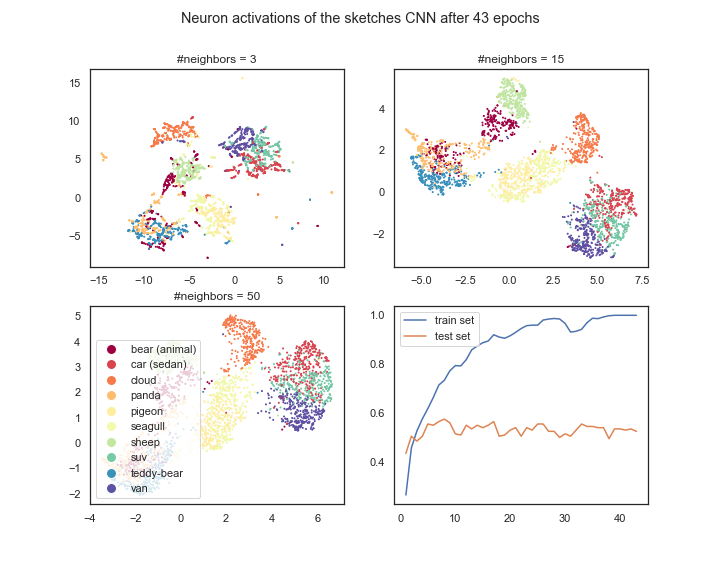 Neuron activations of the sketches CNN after 43 epochs
#neighbors = 3
15
10
5
0
−5
−15
−10
−5
0
5
10
#neighbors = 15
4
2
0
−2
−5.0
−2.5
0.0
2.5
5.0
7.5
#neighbors = 50
5
4
3
2
1
0
−1
−2
−4
−2
0
2
4
6
bear (animal)
car (sedan)
cloud
panda
pigeon
seagull
sheep
suv
teddy-bear
van
1.0
0.8
0.6
0.4
0
10
20
30
40
train set
test set